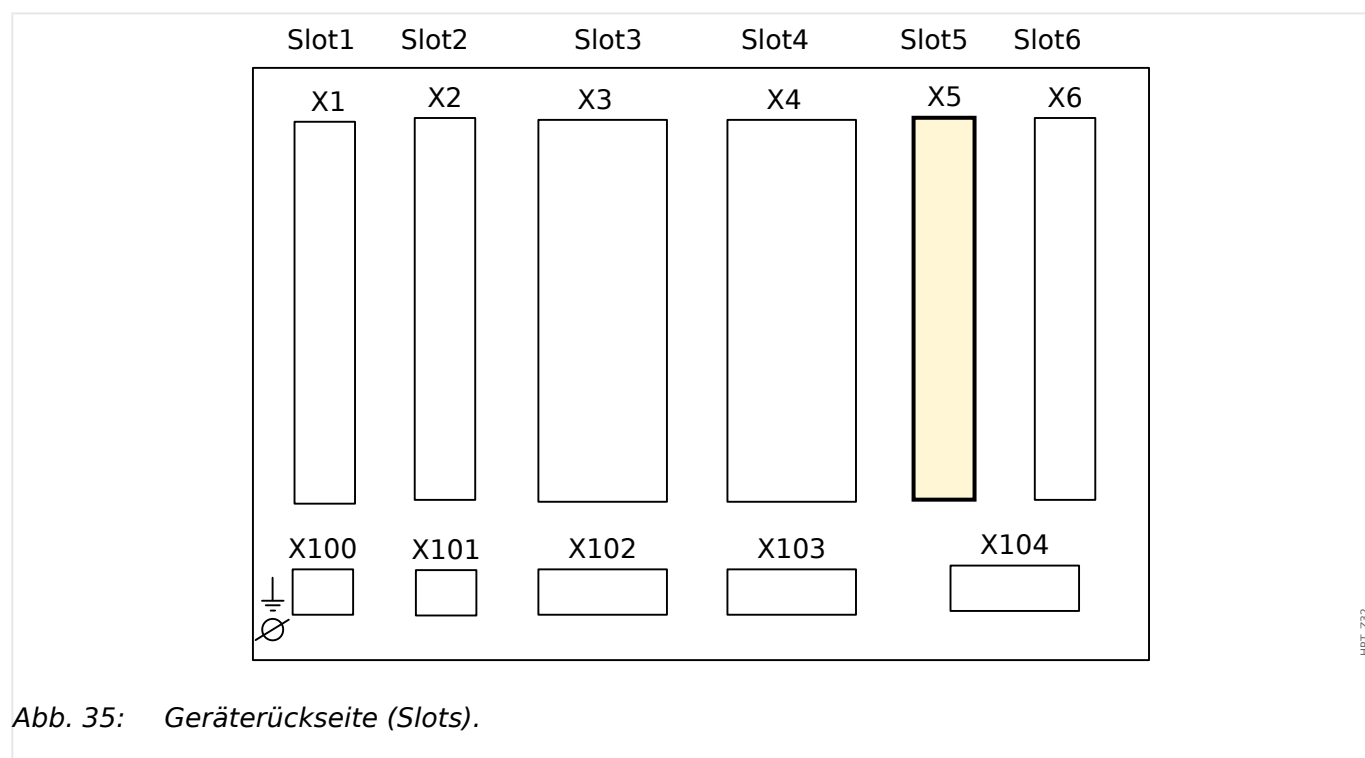 Slot1 Slot2 Slot3 Slot4 Slot5 Slot6
X1 X2 X3 X4 X5 X6
X100 X101 X102 X103 X104
Abb. 35: Geräterückseite (Slots).